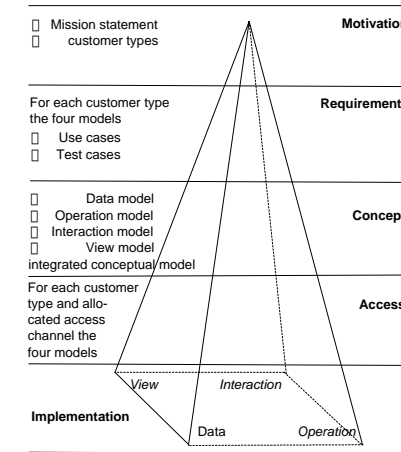 Mission statement
customer types
Motivation
For each customer type
the four models
Use cases
Test cases
Requirement
Data model
Operation model
Interaction model
View model
integrated conceptual model
Concep
For each customer
type and allo-
cated access
channel the
four models
Access
View
Interaction
Implementation
Data
Operation